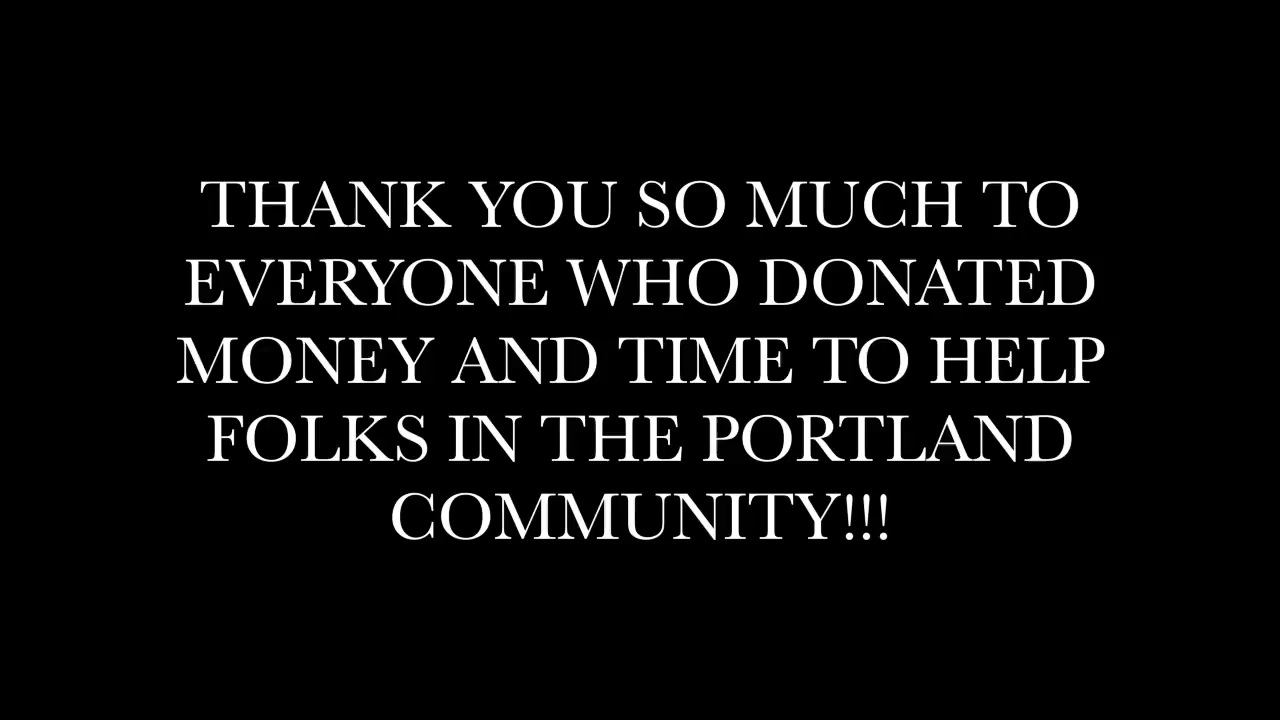 THANK YOU SO MUCH TO
EVERYONE WHO DONATED
MONEY AND TIME TO HELP
FOLKS IN THE PORTLAND
COMMUNITY!!!